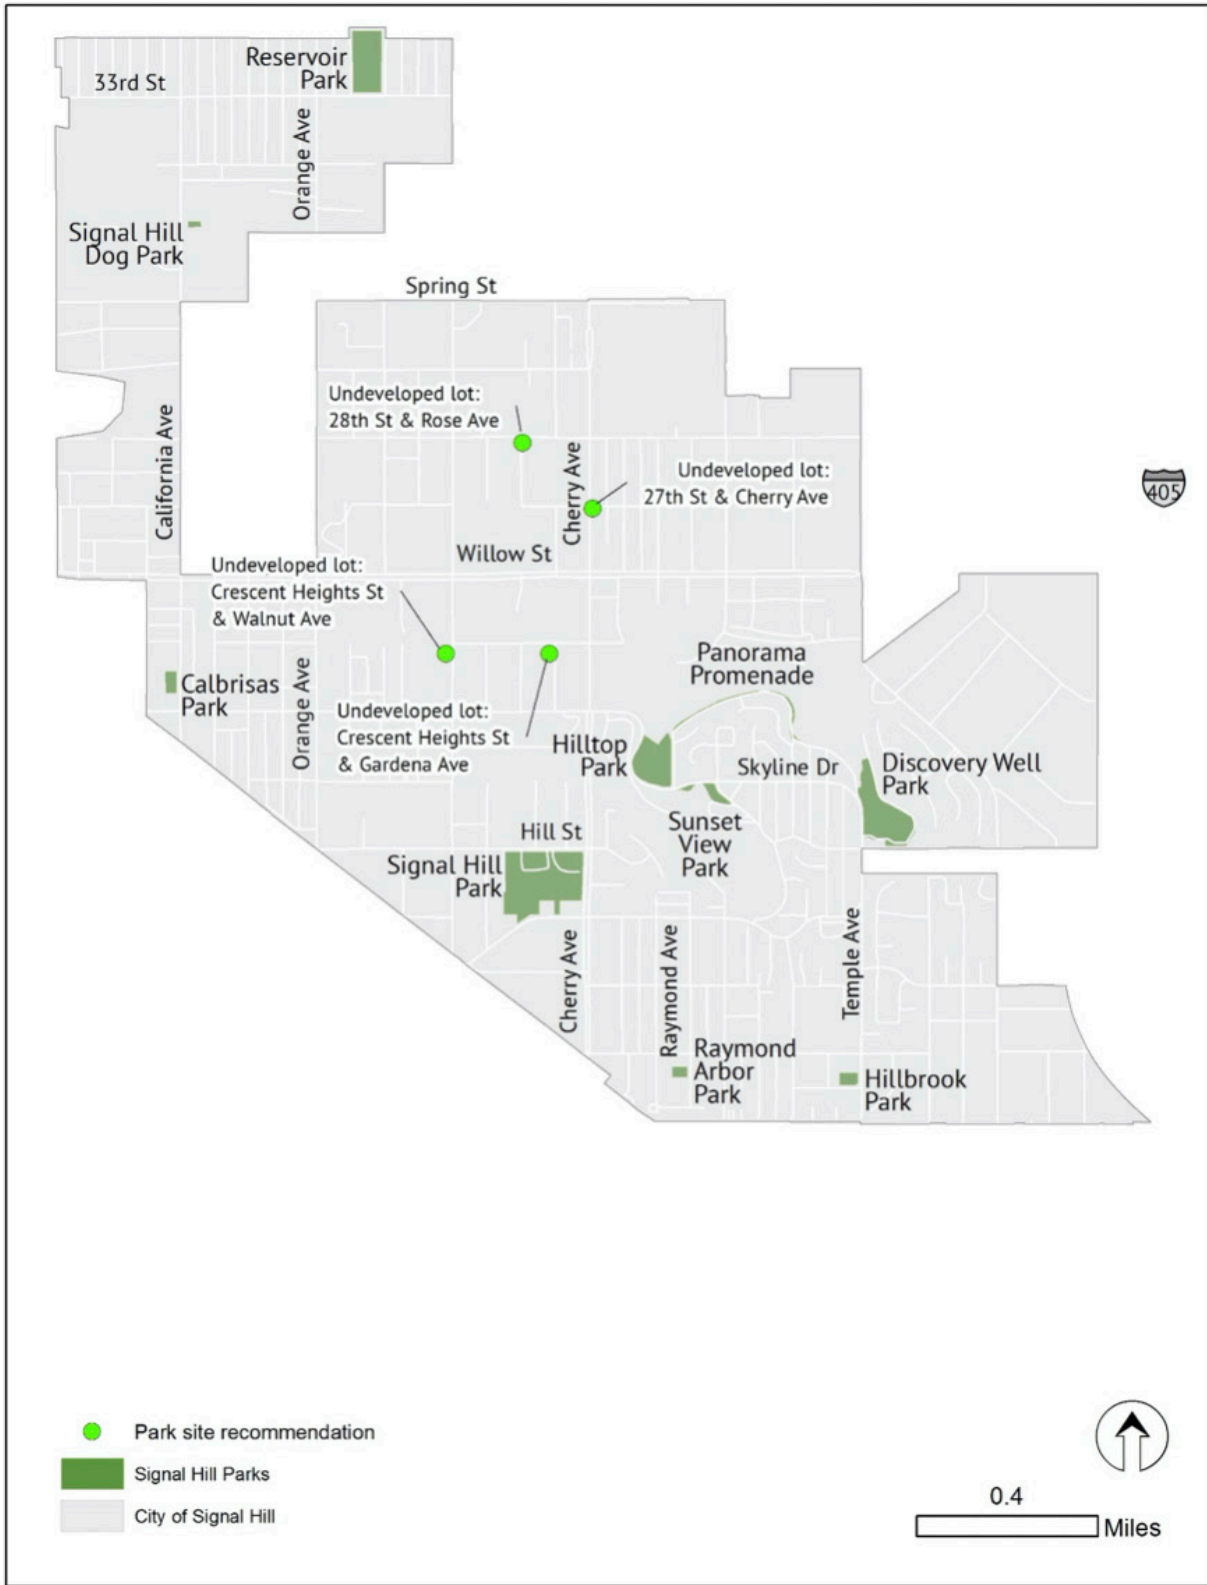 Reservoir
Park
33rd St
Orange Ave
Signal Hill
Dog Park
Spring St
Undeveloped lot:
28th St & Rose Ave
California Ave
Cherry Ave
Undeveloped lot:
27th St & Cherry Ave
405
Willow St
Undeveloped lot:
Crescent Heights St
& Walnut Ave
Panorama
Promenade
Calbrisas
Park
Orange Ave
Undeveloped lot:
Crescent Heights St
& Gardena Ave
Hilltop
Park
Skyline Dr
Discovery Well
Park
Sunset
View
Park
Hill St
Signal Hill
Park
Cherry Ave
Raymond Ave
Temple Ave
Raymond
Arbor
Park
Hillbrook
Park
Park site recommendation
Signal Hill Parks
City of Signal Hill
0.4
Miles